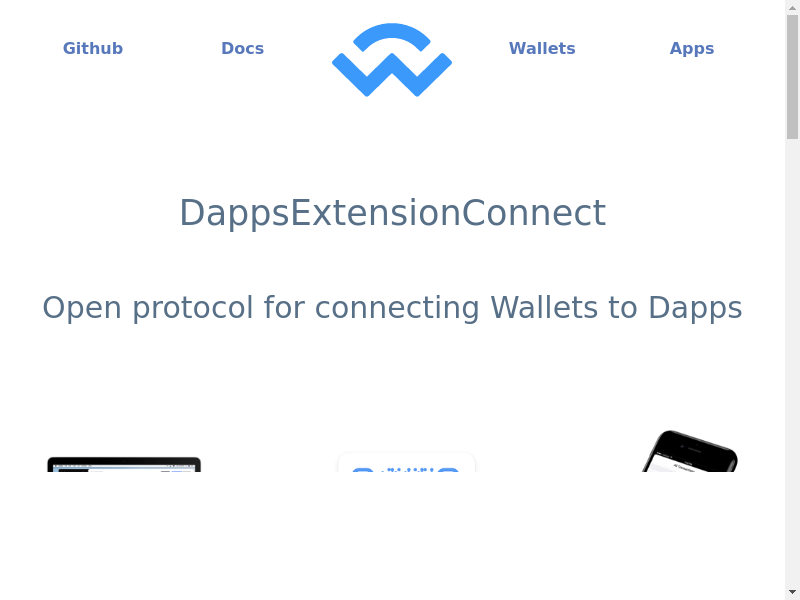 Github Docs Wallets Apps
DappsExtensionConnect
Open protocol for connecting Wallets to Dapps